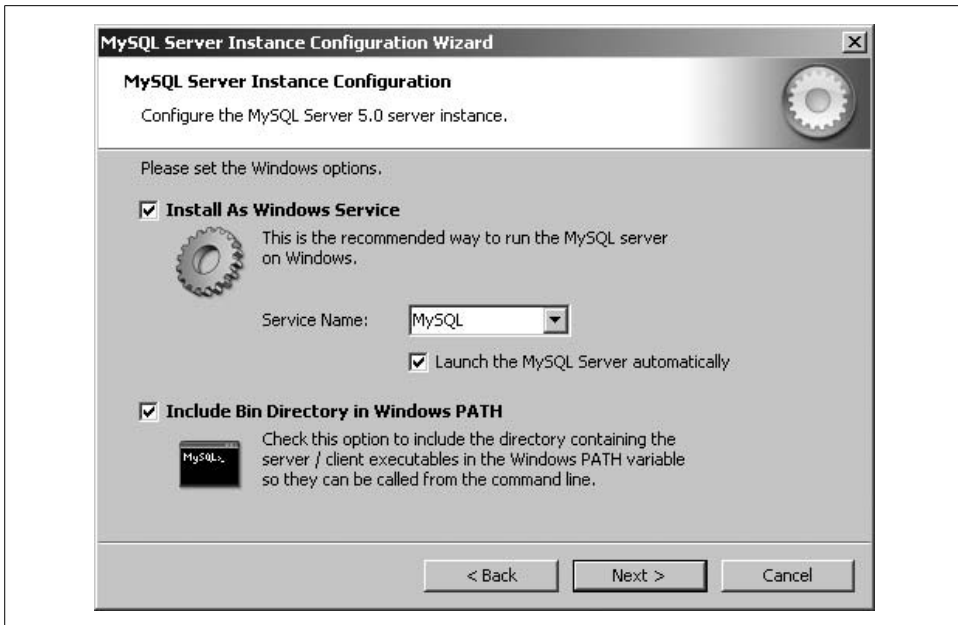 MySQL Server Instance Configuration Wizard
MySQL Server Instance Configuration
Configure the MySQL Server 5.0 server instance.
Please set the Windows options.
Install As Windows Service
This is the recommended way to run the MySQL server
on Windows.
Service Name:
MySQL
Launch the MySQL Server automatically
Include Bin Directory in Windows PATH
MySQL>_
Check this option to include the directory containing the
server / client executables in the Windows PATH variable
so they can be called from the command line.
< Back
Next >
Cancel